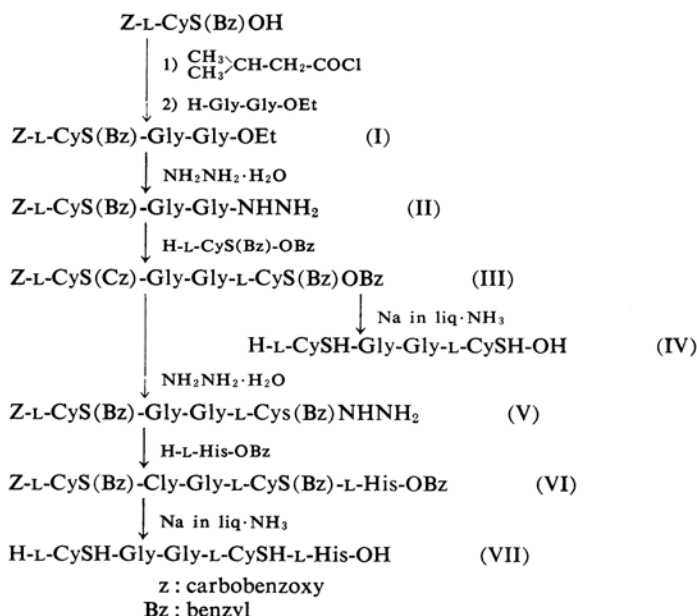 Z-L-CyS(Bz)OH
1) CH₃ CH₃>CH-CH₂-COCl
2) H-Gly-Gly-OEt
Z-L-CyS(Bz)-Gly-Gly-OEt (I)
NH₂NH₂·H₂O
Z-L-CyS(Bz)-Gly-Gly-NHNH₂ (II)
H-L-CyS(Bz)-OBz
Z-L-CyS(Cz)-Gly-Gly-L-CyS(Bz)OBz (III)
Na in liq·NH₃
H-L-CySH-Gly-Gly-L-CySH-OH (IV)
NH₂NH₂·H₂O
Z-L-CyS(Bz)-Gly-Gly-L-Cys(Bz)NHNH₂ (V)
H-L-His-OBz
Z-L-CyS(Bz)-Cly-Gly-L-CyS(Bz)-L-His-OBz (VI)
Na in liq·NH₃
H-L-CySH-Gly-Gly-L-CySH-L-His-OH (VII)
z : carbobenzoxy
Bz : benzyl